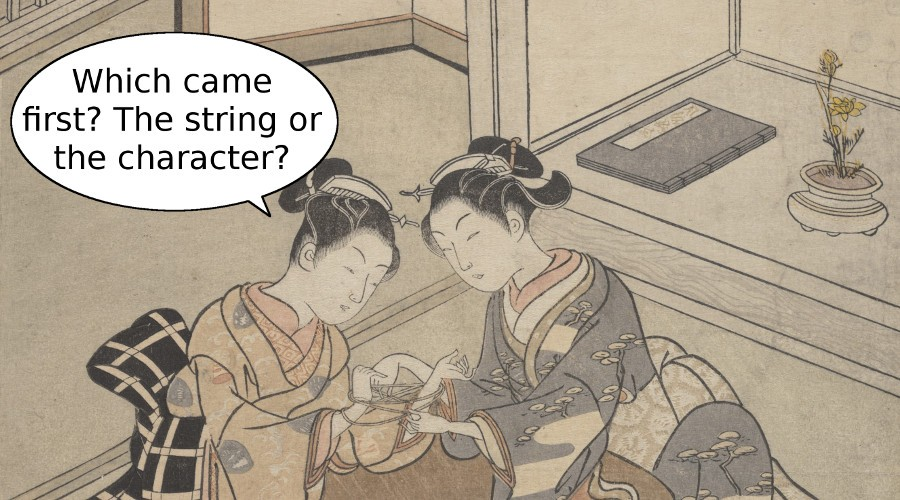 Which came
first? The string or
the character?